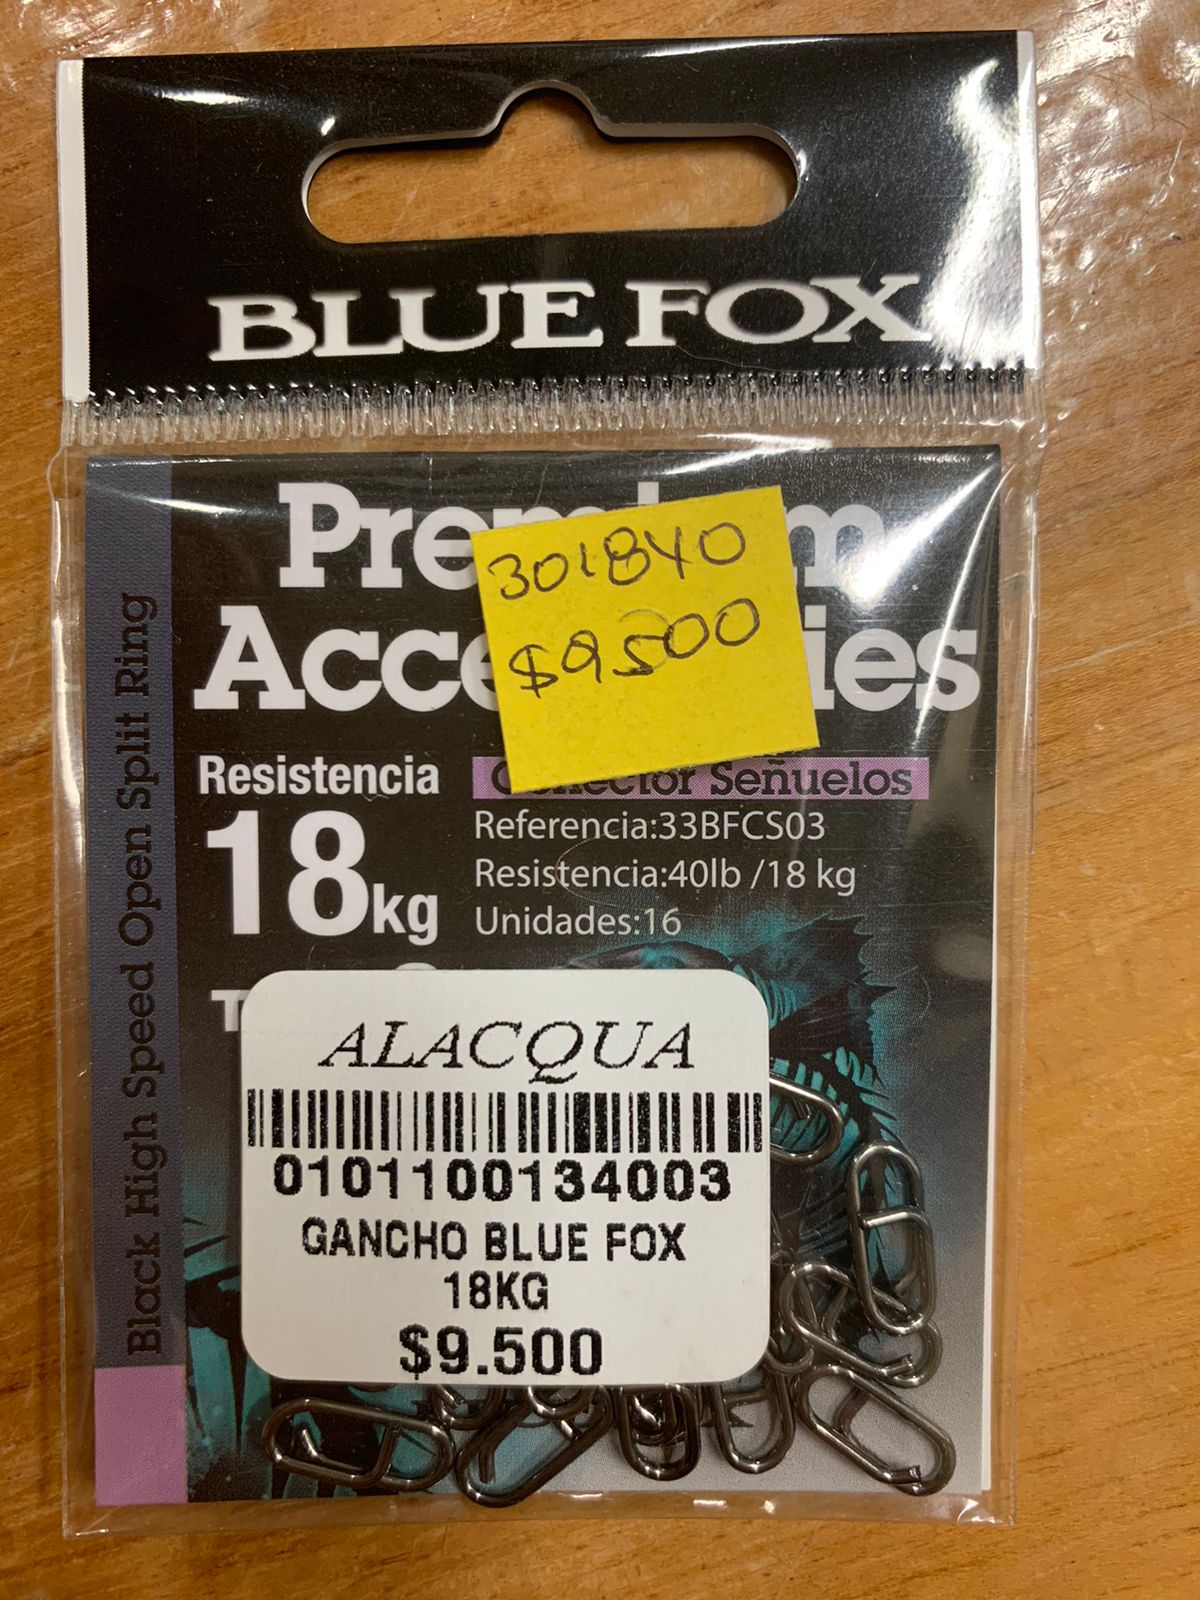 BLUE FOX
301840
$9500
Resistencia
18kg
Señuelos
Referencia:33BFCS03
Resistencia:40lb /18 kg
Unidades:16
Black High Speed Open Split Ring
ALACQUA
0101100134003
GANCHO BLUE FOX
18KG
$9.500